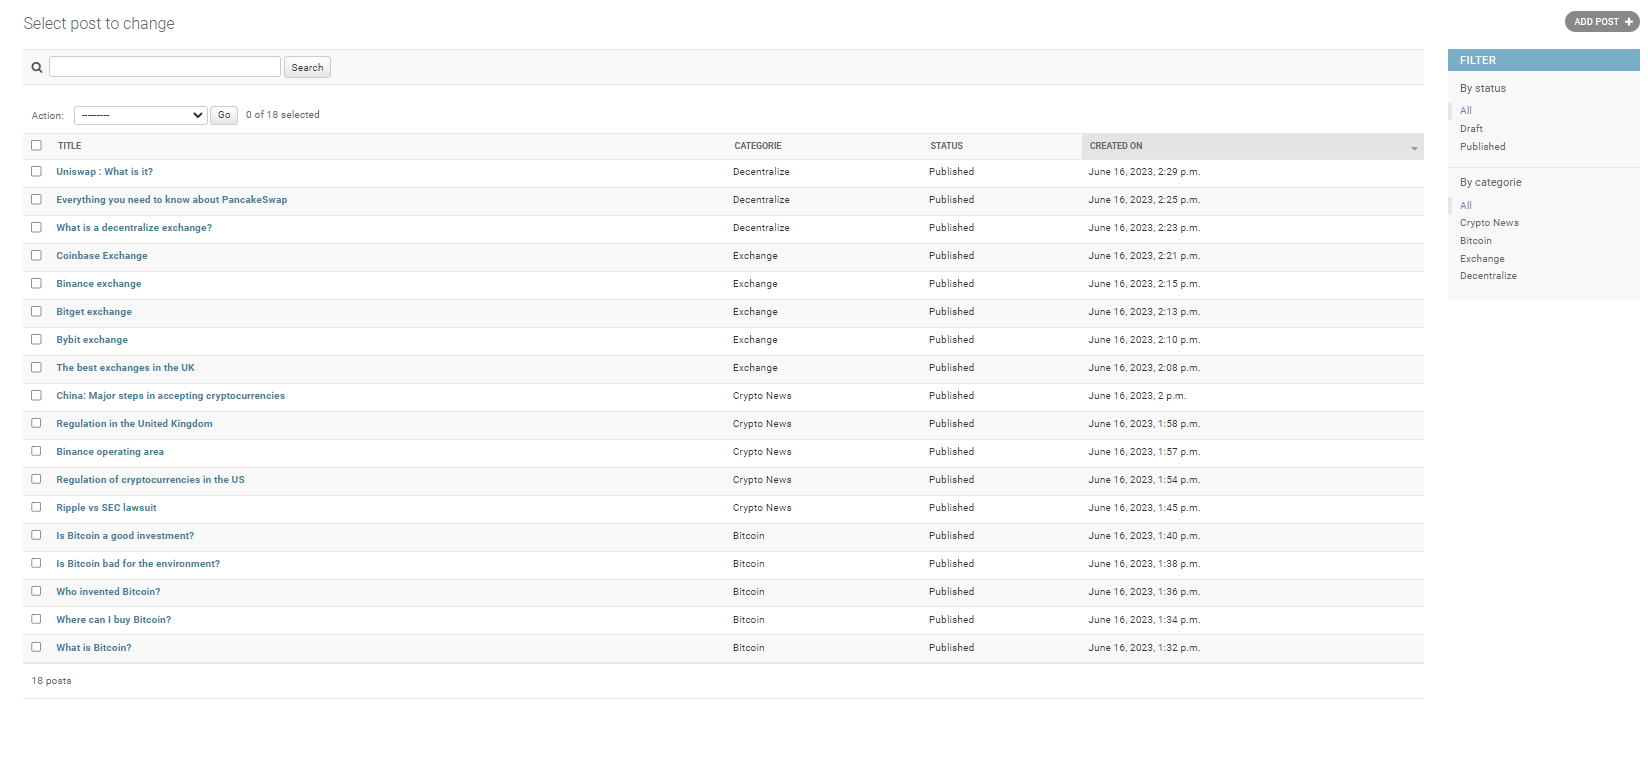 Select post to change
ADD POST +
Search
Action: --------- Go 0 of 18 selected
TITLE CATEGORIE STATUS CREATED ON
Uniswap : What is it? Decentralize Published June 16, 2023, 2:29 p.m.
Everything you need to know about PancakeSwap Decentralize Published June 16, 2023, 2:25 p.m.
What is a decentralize exchange? Decentralize Published June 16, 2023, 2:23 p.m.
Coinbase Exchange Exchange Published June 16, 2023, 2:21 p.m.
Binance exchange Exchange Published June 16, 2023, 2:15 p.m.
Bitget exchange Exchange Published June 16, 2023, 2:13 p.m.
Bybit exchange Exchange Published June 16, 2023, 2:10 p.m.
The best exchanges in the UK Exchange Published June 16, 2023, 2:08 p.m.
China: Major steps in accepting cryptocurrencies Crypto News Published June 16, 2023, 2 p.m.
Regulation in the United Kingdom Crypto News Published June 16, 2023, 1:58 p.m.
Binance operating area Crypto News Published June 16, 2023, 1:57 p.m.
Regulation of cryptocurrencies in the US Crypto News Published June 16, 2023, 1:54 p.m.
Ripple vs SEC lawsuit Crypto News Published June 16, 2023, 1:45 p.m.
Is Bitcoin a good investment? Bitcoin Published June 16, 2023, 1:40 p.m.
Is Bitcoin bad for the environment? Bitcoin Published June 16, 2023, 1:38 p.m.
Who invented Bitcoin? Bitcoin Published June 16, 2023, 1:36 p.m.
Where can I buy Bitcoin? Bitcoin Published June 16, 2023, 1:34 p.m.
What is Bitcoin? Bitcoin Published June 16, 2023, 1:32 p.m.
18 posts
FILTER
By status
All
Draft
Published
By categorie
All
Crypto News
Bitcoin
Exchange
Decentralize